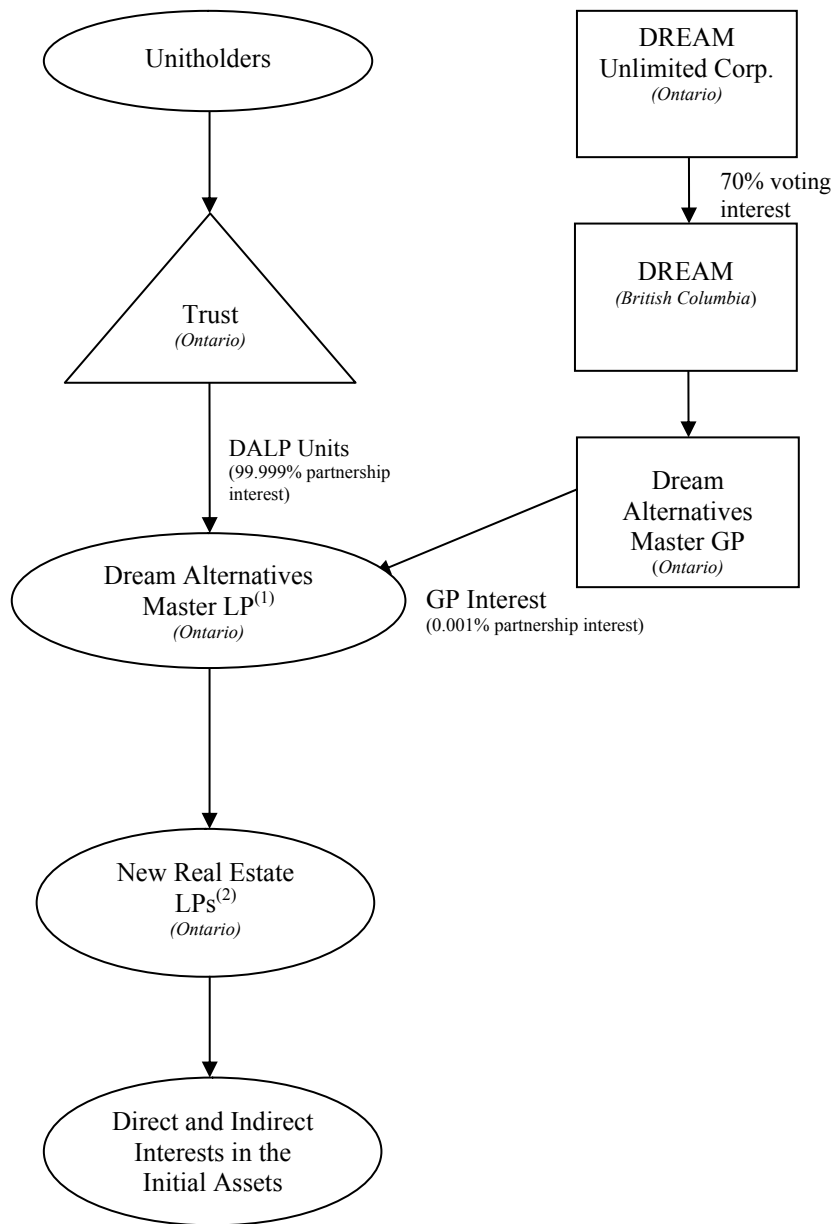 Unitholders
DREAM
Unlimited Corp.
(Ontario)
70% voting
interest
DREAM
(British Columbia)
Trust
(Ontario)
DALP Units
(99.999% partnership
interest)
Dream
Alternatives
Master GP
(Ontario)
Dream Alternatives
Master LP(1)
(Ontario)
GP Interest
(0.001% partnership interest)
New Real Estate
LPs(2)
(Ontario)
Direct and Indirect
Interests in the
Initial Assets